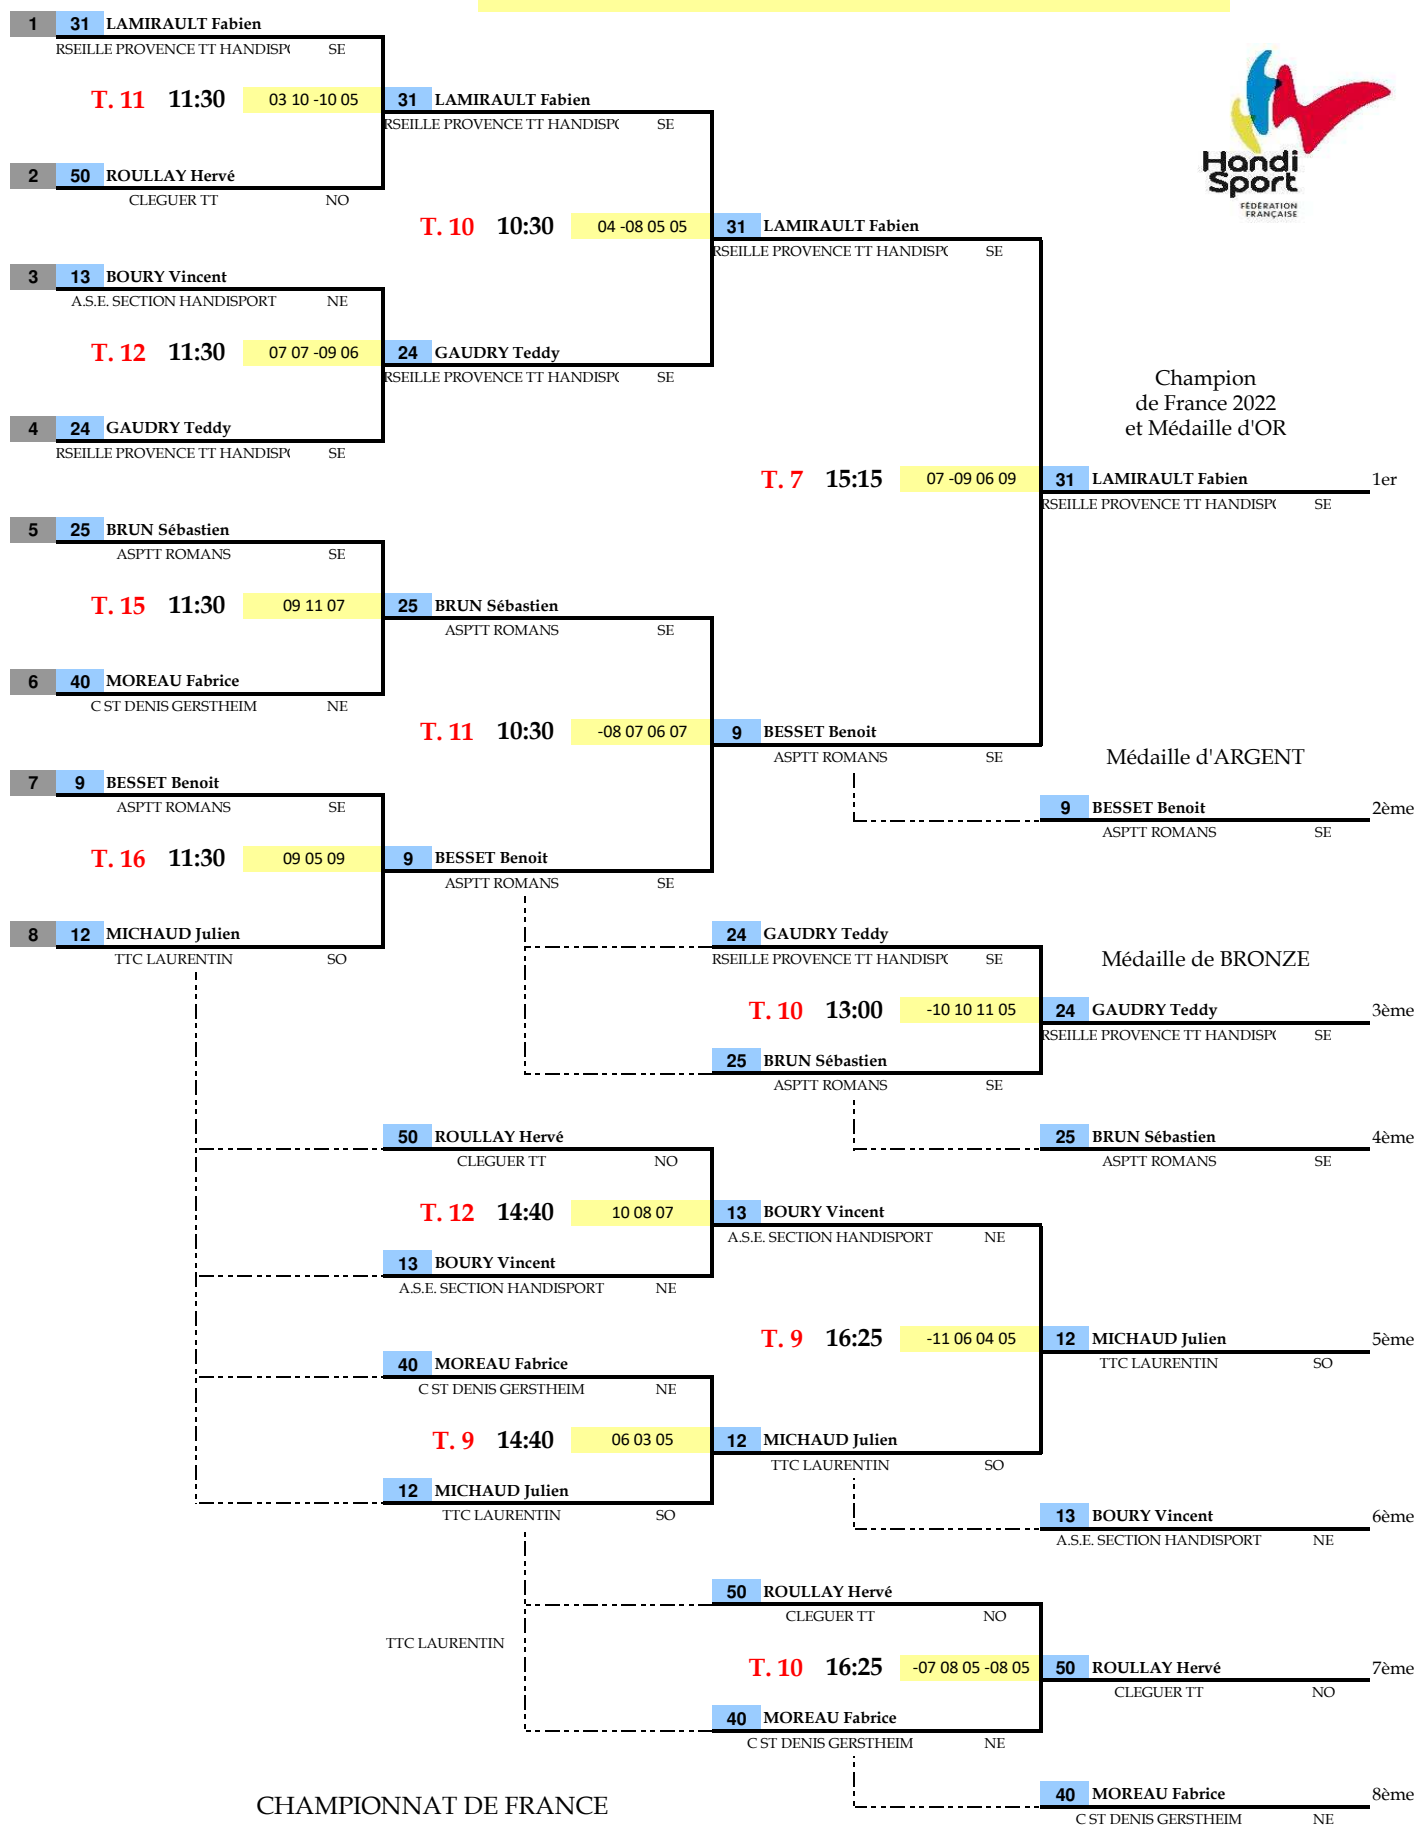 1 31 LAMIRAULT Fabien
RSEILLE PROVENCE TT HANDISP( SE
T. 11 11:30 03 10 -10 05 31 LAMIRAULT Fabien
RSEILLE PROVENCE TT HANDISP( SE
2 50 ROULLAY Hervé
CLEGUER TT NO
T. 10 10:30 04 -08 05 05 31 LAMIRAULT Fabien
RSEILLE PROVENCE TT HANDISP( SE
3 13 BOURY Vincent
A.S.E. SECTION HANDISPORT NE
T. 12 11:30 07 07 -09 06 24 GAUDRY Teddy
RSEILLE PROVENCE TT HANDISP( SE
4 24 GAUDRY Teddy
RSEILLE PROVENCE TT HANDISP( SE
Handi
Sport
FÉDÉRATION
FRANÇAISE
Champion
de France 2022
et Médaille d'OR
T. 7 15:15 07 -09 06 09 31 LAMIRAULT Fabien 1er
RSEILLE PROVENCE TT HANDISP( SE
5 25 BRUN Sébastien
ASPTT ROMANS SE
T. 15 11:30 09 11 07 25 BRUN Sébastien
ASPTT ROMANS SE
6 40 MOREAU Fabrice
C ST DENIS GERSTHEIM NE
T. 11 10:30 -08 07 06 07 9 BESSET Benoit
ASPTT ROMANS SE
Médaille d'ARGENT
7 9 BESSET Benoit
ASPTT ROMANS SE
9 BESSET Benoit 2ème
ASPTT ROMANS SE
T. 16 11:30 09 05 09 9 BESSET Benoit
ASPTT ROMANS SE
8 12 MICHAUD Julien
TTC LAURENTIN SO
24 GAUDRY Teddy
RSEILLE PROVENCE TT HANDISP( SE
Médaille de BRONZE
T. 10 13:00 -10 10 11 05 24 GAUDRY Teddy 3ème
RSEILLE PROVENCE TT HANDISP( SE
25 BRUN Sébastien
ASPTT ROMANS SE
50 ROULLAY Hervé
CLEGUER TT NO
25 BRUN Sébastien 4ème
ASPTT ROMANS SE
T. 12 14:40 10 08 07 13 BOURY Vincent
A.S.E. SECTION HANDISPORT NE
13 BOURY Vincent
A.S.E. SECTION HANDISPORT NE
T. 9 16:25 -11 06 04 05 12 MICHAUD Julien 5ème
TTC LAURENTIN SO
40 MOREAU Fabrice
C ST DENIS GERSTHEIM NE
T. 9 14:40 06 03 05 12 MICHAUD Julien
TTC LAURENTIN SO
12 MICHAUD Julien
TTC LAURENTIN SO
13 BOURY Vincent 6ème
A.S.E. SECTION HANDISPORT NE
50 ROULLAY Hervé
CLEGUER TT NO
TTC LAURENTIN
T. 10 16:25 -07 08 05 -08 05 50 ROULLAY Hervé 7ème
CLEGUER TT NO
40 MOREAU Fabrice
C ST DENIS GERSTHEIM NE
40 MOREAU Fabrice 8ème
C ST DENIS GERSTHEIM NE
CHAMPIONNAT DE FRANCE